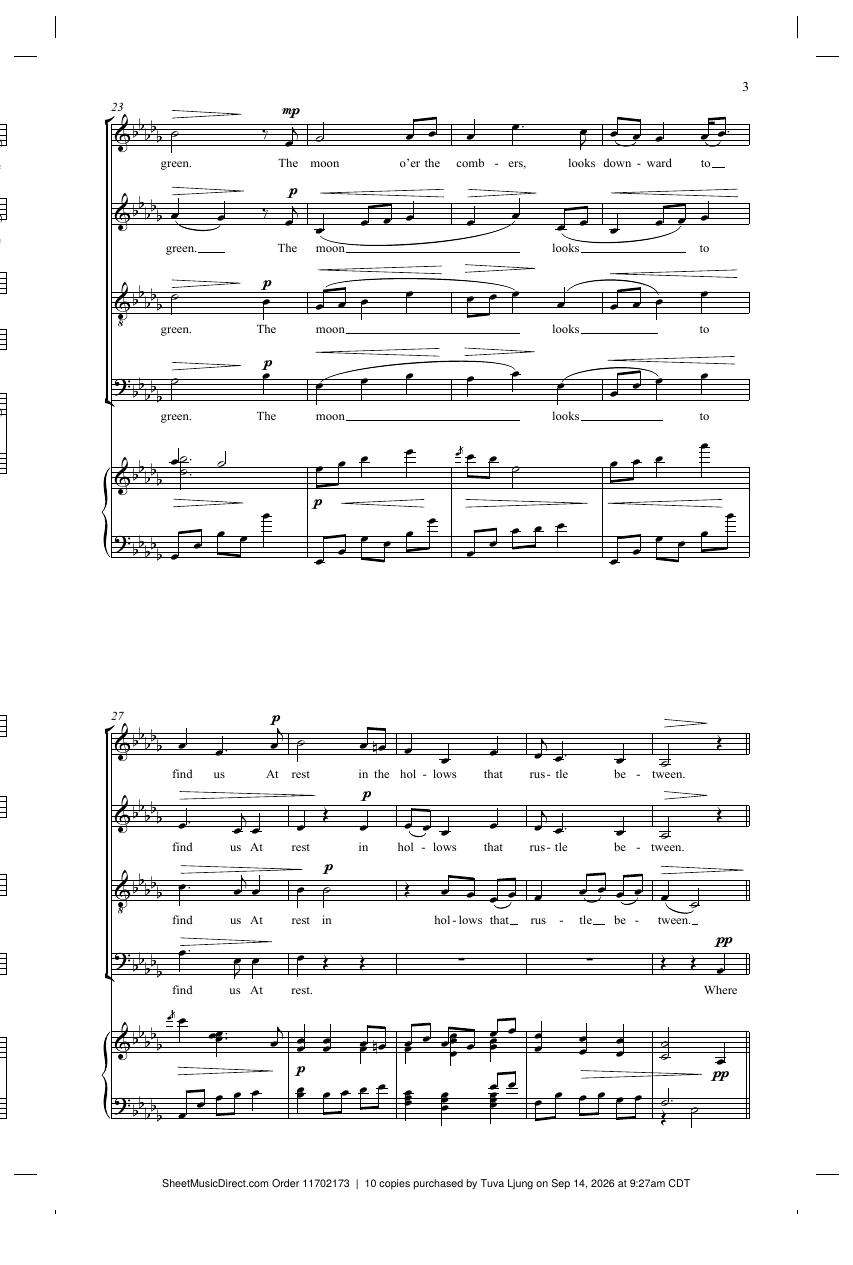 3
23
mp
green. The moon o'er the comb - ers, looks down - ward to
p
green. The moon looks to
p
green. The moon looks to
p
green. The moon looks to
p
27
p
find us At rest in the hol - lows that rus - tle be - tween.
p
find us At rest in hol - lows that rus - tle be - tween.
p
find us At rest in hol - lows that rus - tle be - tween.
pp
find us At rest. Where
p
pp
SheetMusicDirect.com Order 11702173 | 10 copies purchased by Tuva Ljung on Sep 14, 2026 at 9:27am CDT